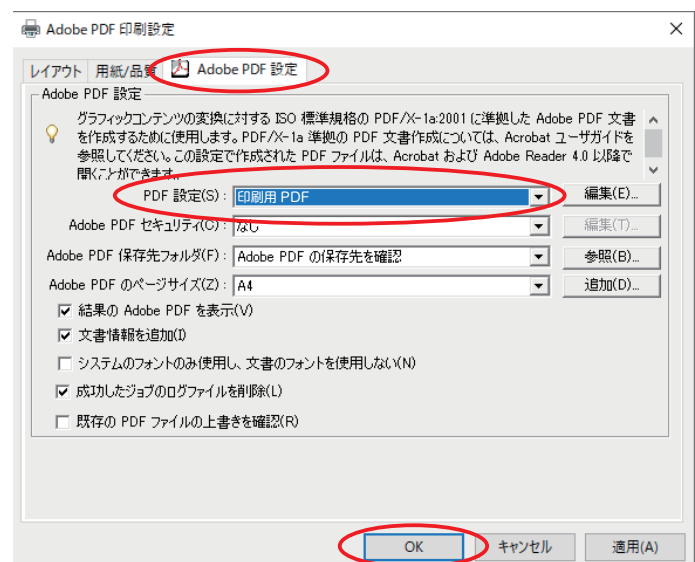 Adobe PDF 印刷設定
レイアウト 用紙/品質 Adobe PDF 設定
Adobe PDF 設定
グラフィックコンテンツの変換に対する ISO 標準規格の PDF/X-1a:2001 に準拠した Adobe PDF 文書
を作成するために使用します。PDF/X-1a 準拠の PDF 文書作成については、Acrobat ユーザガイドを
参照してください。この設定で作成された PDF ファイルは、Acrobat および Adobe Reader 4.0 以降で
開くことができます。
PDF 設定(S): 印刷用 PDF 編集(E)...
Adobe PDF セキュリティ(C): なし 編集(T)...
Adobe PDF 保存先フォルダ(F): Adobe PDF の保存先を確認 参照(B)...
Adobe PDF のページサイズ(Z): A4 追加(D)...
結果の Adobe PDF を表示(V)
文書情報を追加(I)
システムのフォントのみ使用し、文書のフォントを使用しない(N)
成功したジョブのログファイルを削除(L)
既存の PDF ファイルの上書きを確認(R)
OK キャンセル 適用(A)